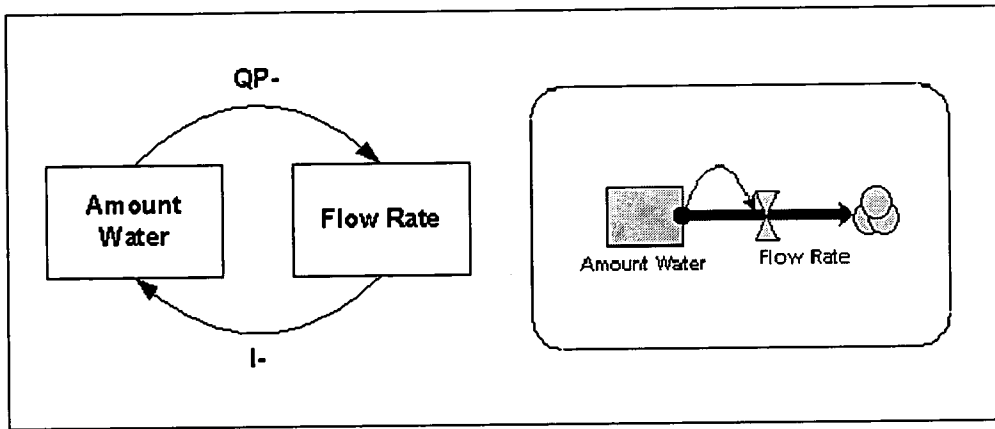 QP-
Amount
Water
Flow Rate
I-
Amount Water
Flow Rate